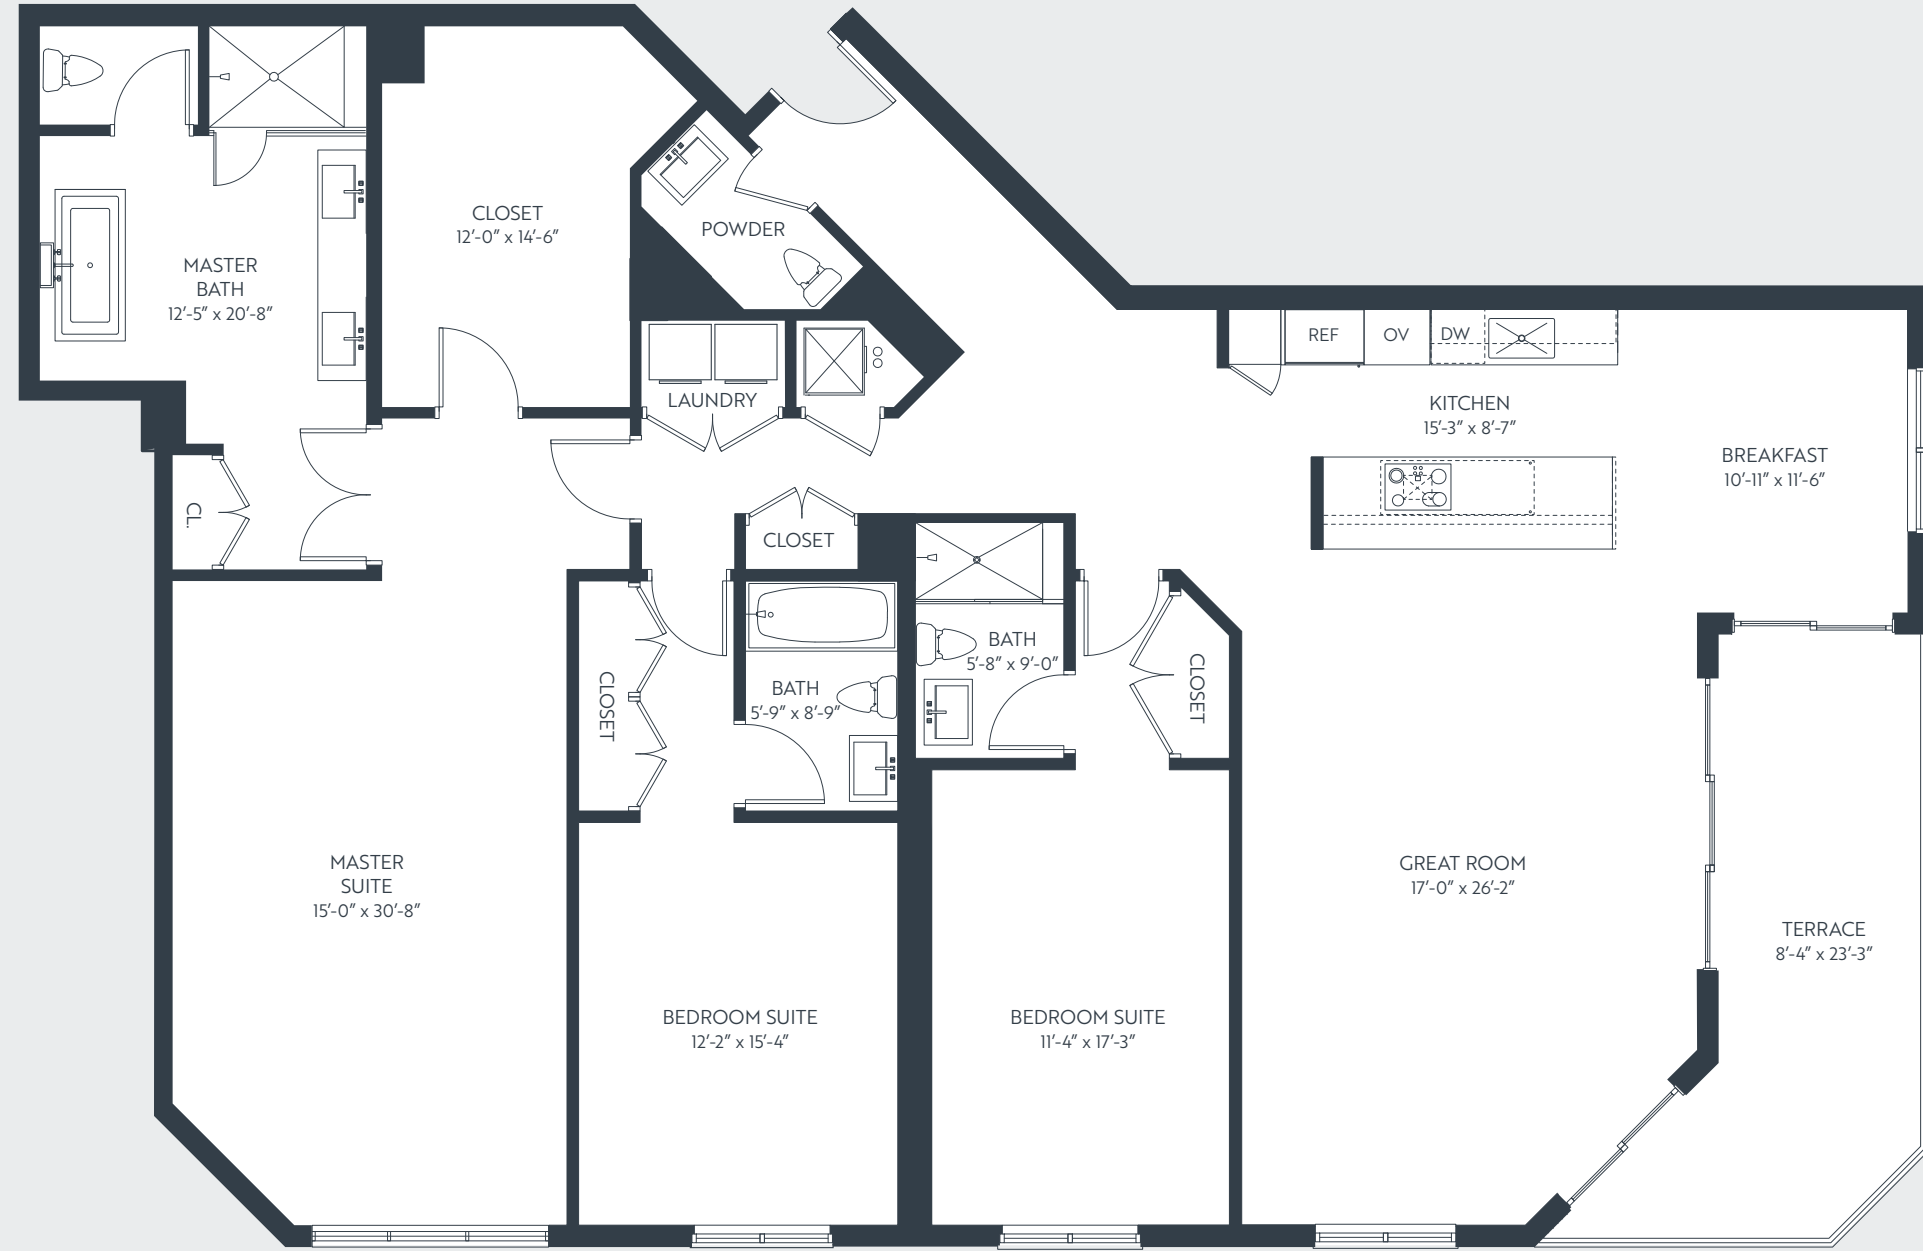 CLOSET
12'-0" x 14'-6"
POWDER
MASTER
BATH
12'-5" x 20'-8"
REF
OV
DW
LAUNDRY
KITCHEN
15'-3" x 8'-7"
BREAKFAST
10'-11" x 11'-6"
CL.
CLOSET
BATH
5'-8" x 9'-0"
CLOSET
CLOSET
BATH
5'-9" x 8'-9"
MASTER
SUITE
15'-0" x 30'-8"
GREAT ROOM
17'-0" x 26'-2"
TERRACE
8'-4" x 23'-3"
BEDROOM SUITE
12'-2" x 15'-4"
BEDROOM SUITE
11'-4" x 17'-3"